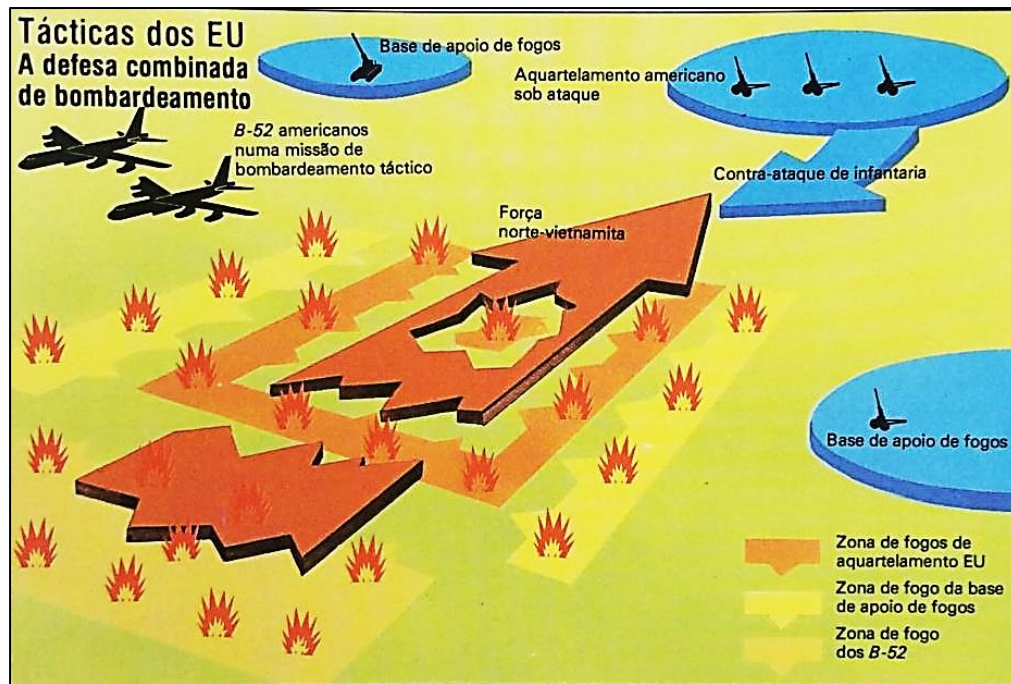 Tácticas dos EU
A defesa combinada
de bombardeamento
Base de apoio de fogos
Aquartelamento americano
sob ataque
B-52 americanos
numa missão de
bombardeamento táctico
Contra-ataque de infantaria
Força
norte-vietnamita
Base de apoio de fogos
Zona de fogos de
aquartelamento EU
Zona de fogo da base
de apoio de fogos
Zona de fogo
dos B-52